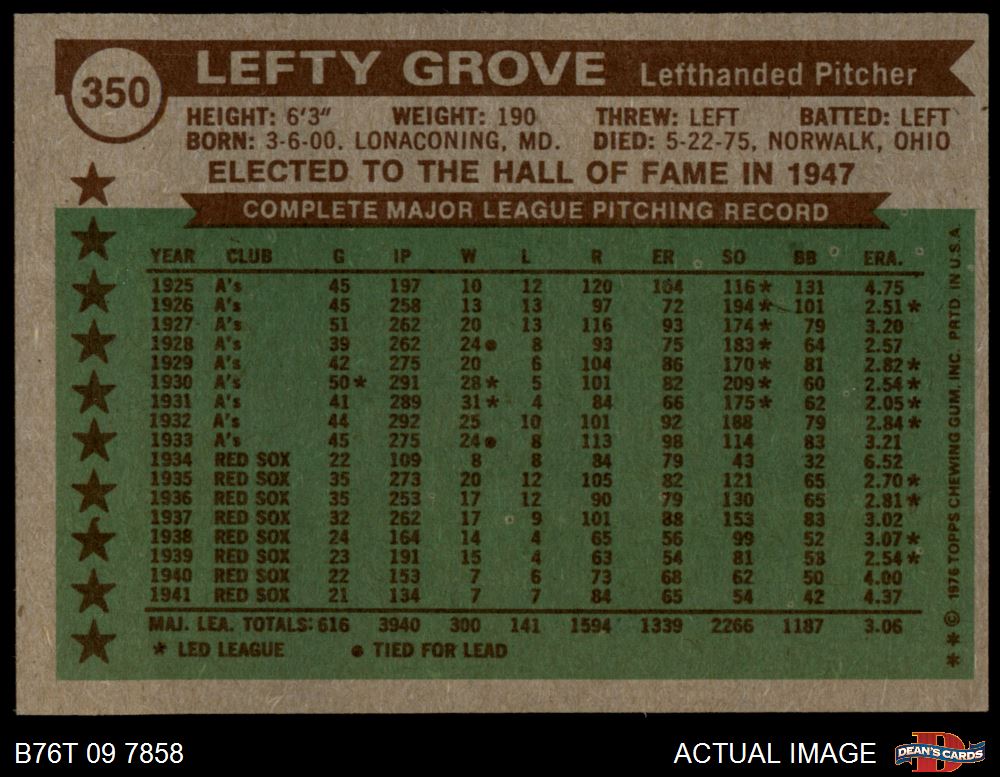 350
LEFTY GROVE Lefthanded Pitcher
HEIGHT: 6'3" WEIGHT: 190 THREW: LEFT BATTED: LEFT
BORN: 3-6-00, LONACONING, MD. DIED: 5-22-75, NORWALK, OHIO
ELECTED TO THE HALL OF FAME IN 1947
COMPLETE MAJOR LEAGUE PITCHING RECORD
YEAR CLUB G IP W L R ER SO BB ERA.
1925 A's 45 197 10 12 120 104 116* 131 4.75
1926 A's 45 258 13 13 97 72 194* 101 2.51*
1927 A's 51 262 20 13 116 93 174* 79 3.20
1928 A's 39 262 24● 8 93 75 183* 64 2.57
1929 A's 42 275 20 6 104 86 170* 81 2.82*
1930 A's 50* 291 28* 5 101 82 209* 60 2.54*
1931 A's 41 289 31* 4 84 66 175* 62 2.05*
1932 A's 44 292 25 10 101 92 188 79 2.84*
1933 A's 45 275 24● 8 113 98 114 83 3.21
1934 RED SOX 22 109 8 8 84 79 43 32 6.52
1935 RED SOX 35 273 20 12 105 82 121 65 2.70*
1936 RED SOX 35 253 17 12 90 79 130 65 2.81*
1937 RED SOX 32 262 17 9 101 88 153 83 3.02
1938 RED SOX 24 164 14 4 65 56 99 52 3.07*
1939 RED SOX 23 191 15 4 63 54 81 58 2.54*
1940 RED SOX 22 153 7 6 73 68 62 50 4.00
1941 RED SOX 21 134 7 7 84 65 54 42 4.37
MAJ. LEA. TOTALS: 616 3940 300 141 1594 1339 2266 1187 3.06
* LED LEAGUE ● TIED FOR LEAD
* * © 1976 TOPPS CHEWING GUM, INC. PRTD. IN U.S.A.
B76T 09 7858
ACTUAL IMAGE
D
DEAN'S CARDS